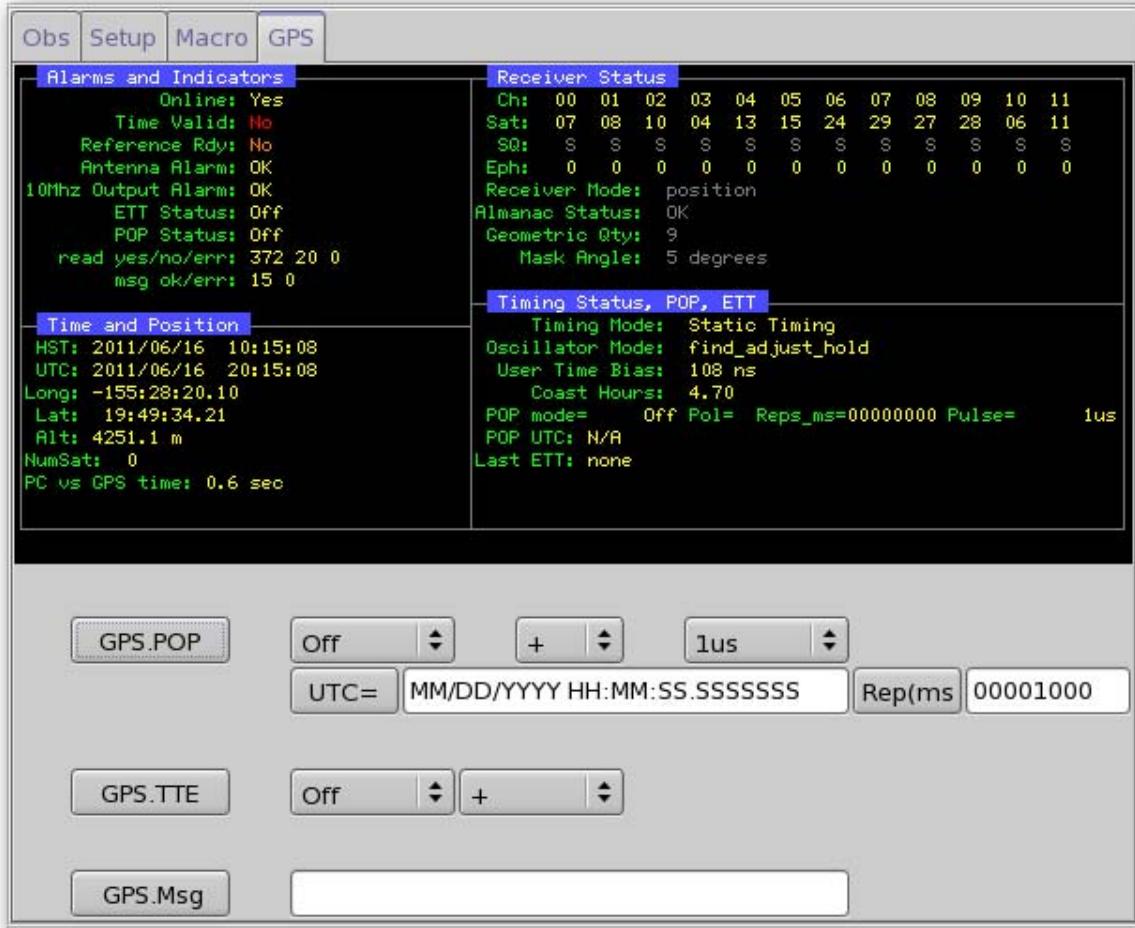 Obs Setup Macro GPS
Alarms and Indicators
Online: Yes
Time Valid: No
Reference Rdy: No
Antenna Alarm: OK
10Mhz Output Alarm: OK
ETT Status: Off
POP Status: Off
read yes/no/err: 372 20 0
msg ok/err: 15 0
Receiver Status
Ch: 00 01 02 03 04 05 06 07 08 09 10 11
Sat: 07 08 10 04 13 15 24 29 27 28 06 11
SQ: S S S S S S S S S S S S
Eph: 0 0 0 0 0 0 0 0 0 0 0 0
Receiver Mode: position
Almanac Status: OK
Geometric Qty: 9
Mask Angle: 5 degrees
Time and Position
HST: 2011/06/16 10:15:08
UTC: 2011/06/16 20:15:08
Long: -155:28:20.10
Lat: 19:49:34.21
Alt: 4251.1 m
NumSat: 0
PC vs GPS time: 0.6 sec
Timing Status, POP, ETT
Timing Mode: Static Timing
Oscillator Mode: find_adjust_hold
User Time Bias: 108 ns
Coast Hours: 4.70
POP mode= Off Pol= Reps_ms=00000000 Pulse= 1us
POP UTC: N/A
Last ETT: none
GPS.POP Off + 1us
UTC= MM/DD/YYYY HH:MM:SS.SSSSSSS Rep(ms 00001000
GPS.TTE Off +
GPS.Msg